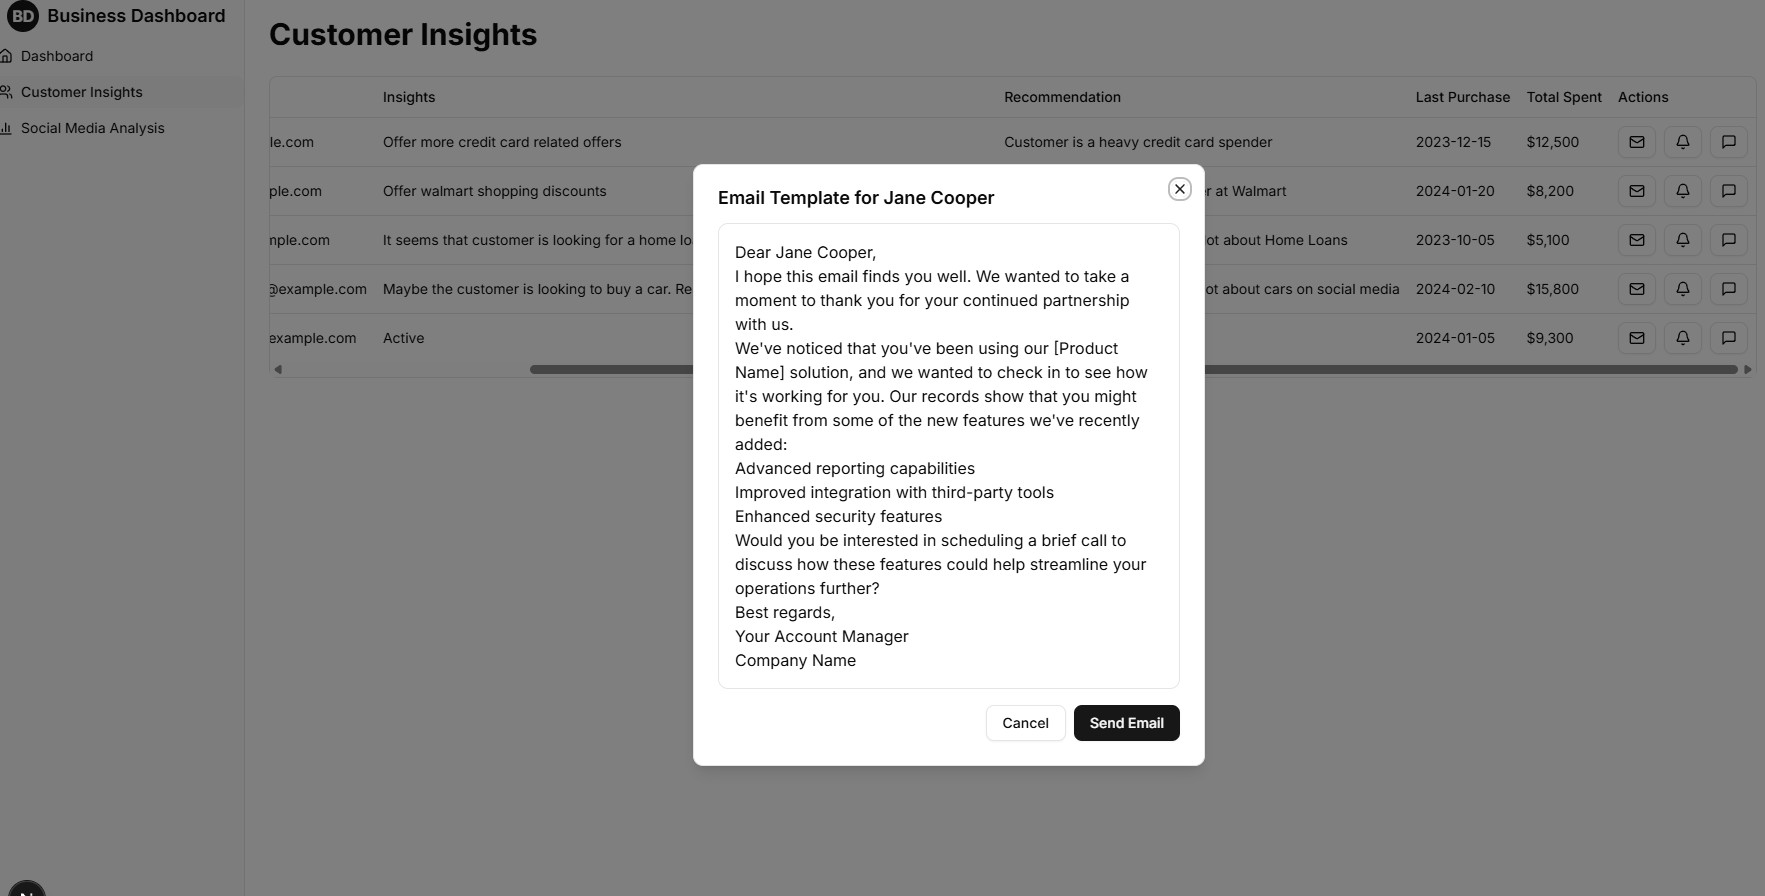 BD Business Dashboard
Dashboard
Customer Insights
Social Media Analysis
Customer Insights
Insights Recommendation Last Purchase Total Spent Actions
le.com Offer more credit card related offers Customer is a heavy credit card spender 2023-12-15 $12,500
ple.com Offer walmart shopping discounts r at Walmart 2024-01-20 $8,200
mple.com It seems that customer is looking for a home lo ot about Home Loans 2023-10-05 $5,100
@example.com Maybe the customer is looking to buy a car. Re ot about cars on social media 2024-02-10 $15,800
example.com Active 2024-01-05 $9,300
Email Template for Jane Cooper
Dear Jane Cooper,
I hope this email finds you well. We wanted to take a
moment to thank you for your continued partnership
with us.
We've noticed that you've been using our [Product
Name] solution, and we wanted to check in to see how
it's working for you. Our records show that you might
benefit from some of the new features we've recently
added:
Advanced reporting capabilities
Improved integration with third-party tools
Enhanced security features
Would you be interested in scheduling a brief call to
discuss how these features could help streamline your
operations further?
Best regards,
Your Account Manager
Company Name
Cancel Send Email